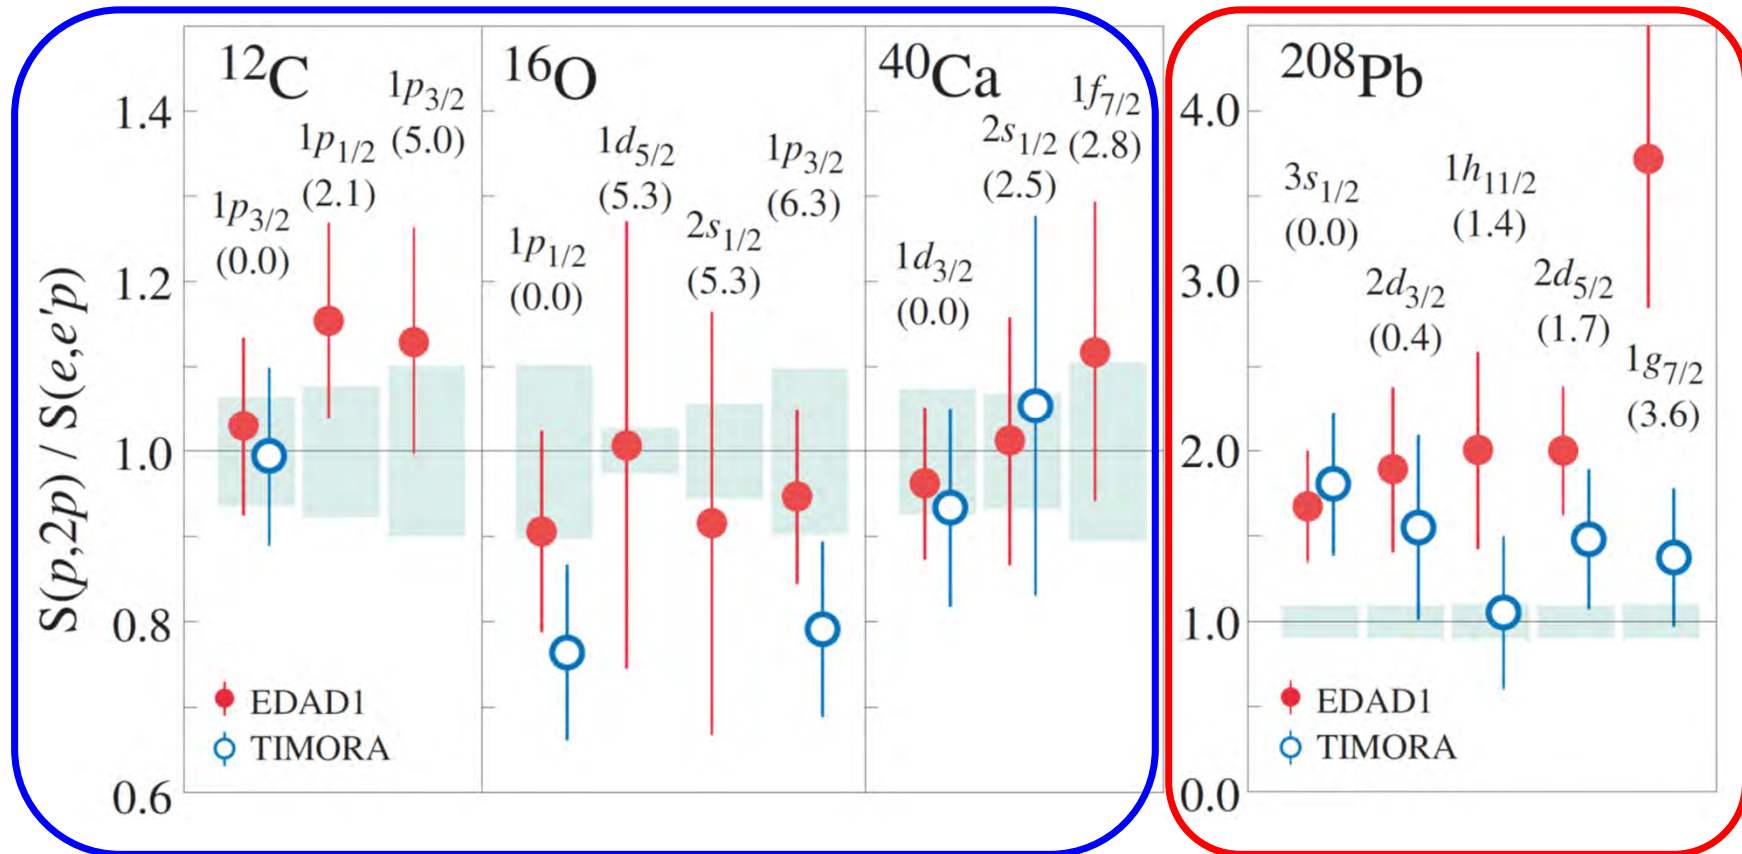 S(p,2p) / S(e,e'p)
1.4
1.2
1.0
0.8
0.6
¹²C
1p₃/₂
(0.0)
1p₁/₂
(2.1)
1p₃/₂
(5.0)
EDAD1
TIMORA
¹⁶O
1p₁/₂
(0.0)
1d₅/₂
(5.3)
2s₁/₂
(5.3)
1p₃/₂
(6.3)
⁴⁰Ca
1d₃/₂
(0.0)
2s₁/₂
(2.5)
1f₇/₂
(2.8)
4.0
3.0
2.0
1.0
0.0
²⁰⁸Pb
3s₁/₂
(0.0)
2d₃/₂
(0.4)
1h₁₁/₂
(1.4)
2d₅/₂
(1.7)
1g₇/₂
(3.6)
EDAD1
TIMORA